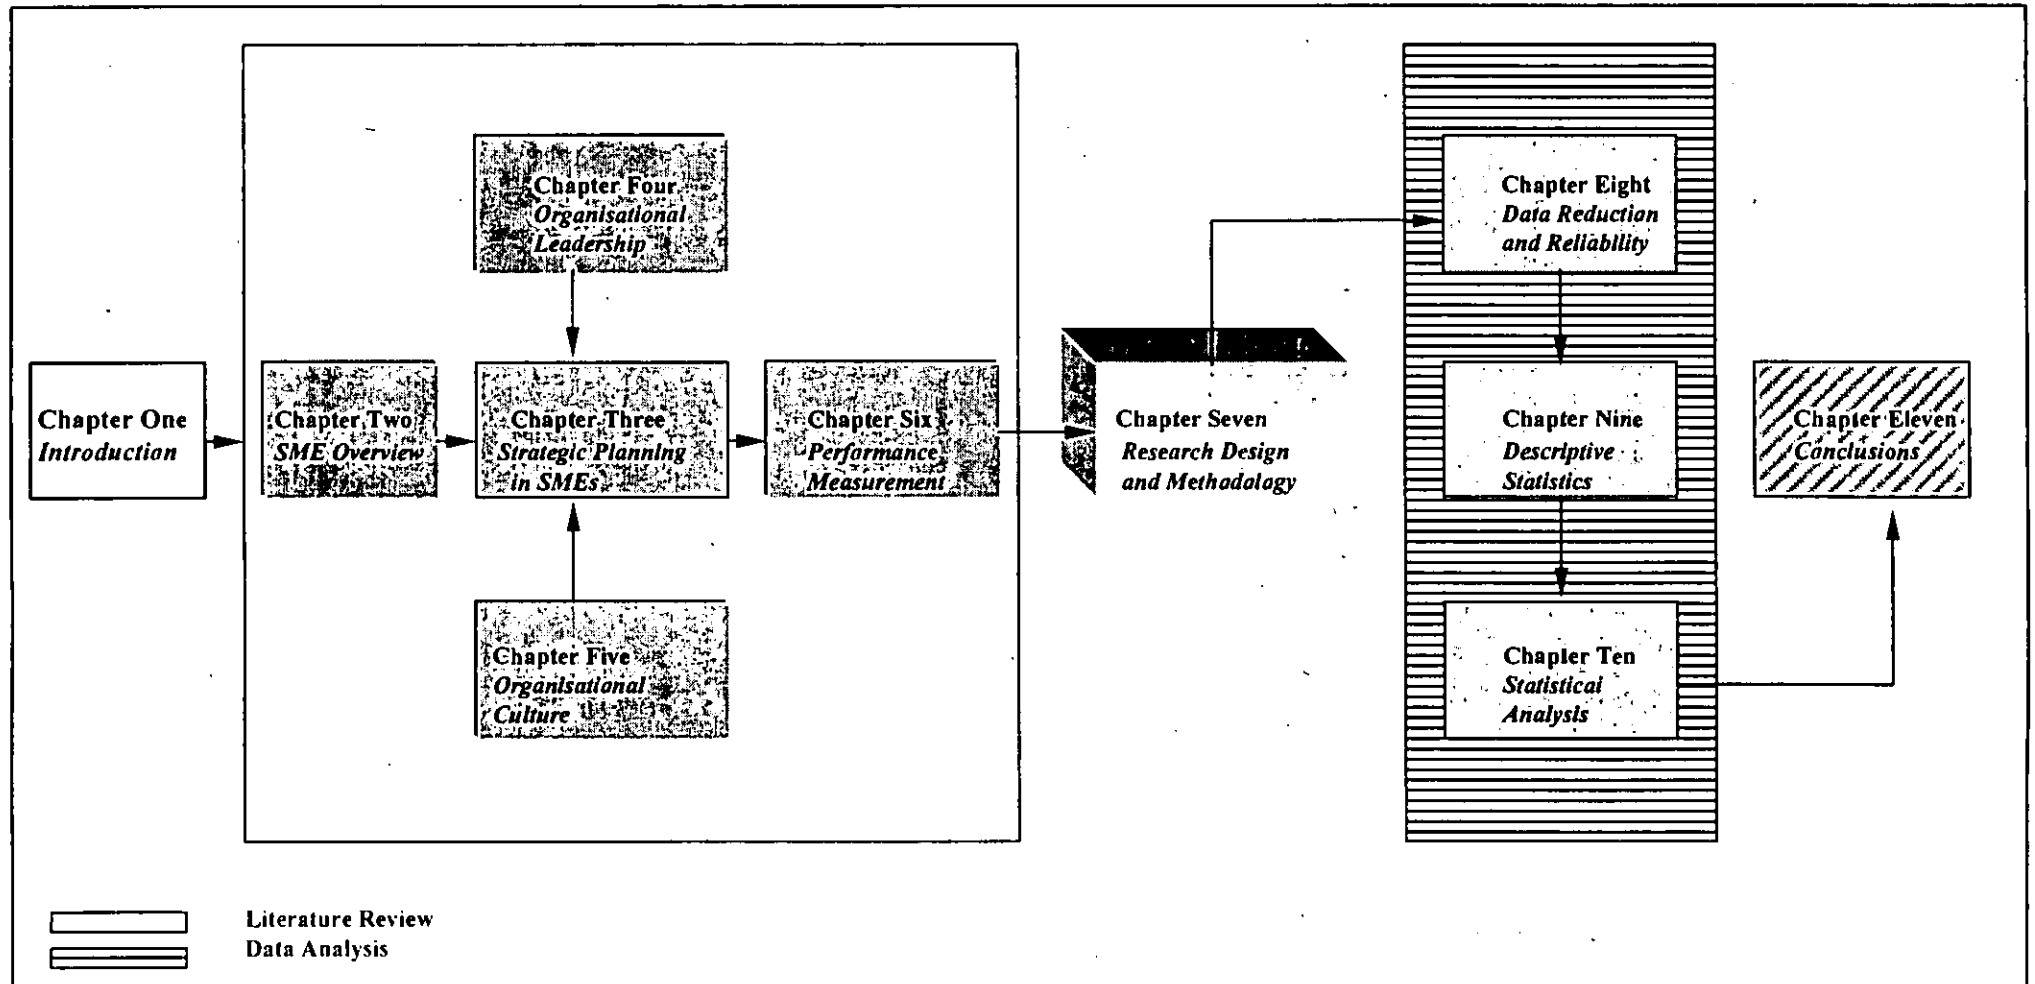 Chapter Four
Organisational
Leadership
Chapter One
Introduction
Chapter Two
SME Overview
Chapter Three
Strategic Planning
in SMEs
Chapter Six
Performance
Measurement
Chapter Five
Organisational
Culture
Chapter Seven
Research Design
and Methodology
Chapter Eight
Data Reduction
and Reliability
Chapter Nine
Descriptive
Statistics
Chapter Ten
Statistical
Analysis
Chapter Eleven
Conclusions
Literature Review
Data Analysis